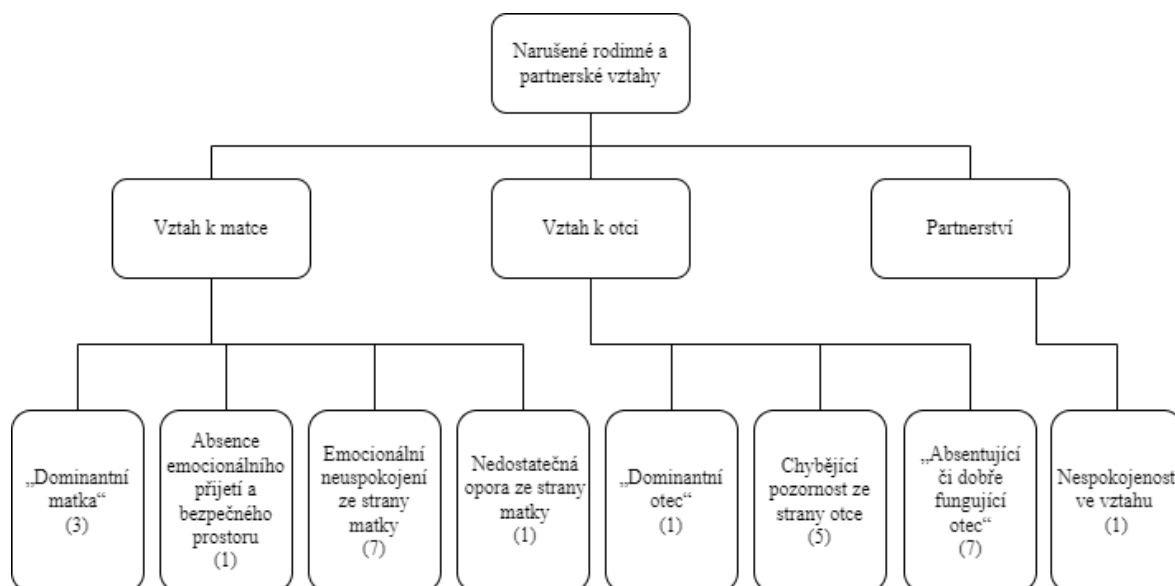 Narušené rodinné a
partnerské vztahy
Vztah k matce
Vztah k otci
Partnerství
„Dominantní
matka“
(3)
Absence
emocionálního
přijetí a
bezpečného
prostoru
(1)
Emocionální
neuspokojení
ze strany
matky
(7)
Nedostatečná
opora ze strany
matky
(1)
„Dominantní
otec“
(1)
Chybějící
pozornost ze
strany otce
(5)
„Absentující
či dobře
fungující
otec“
(7)
Nespokojenost
ve vztahu
(1)